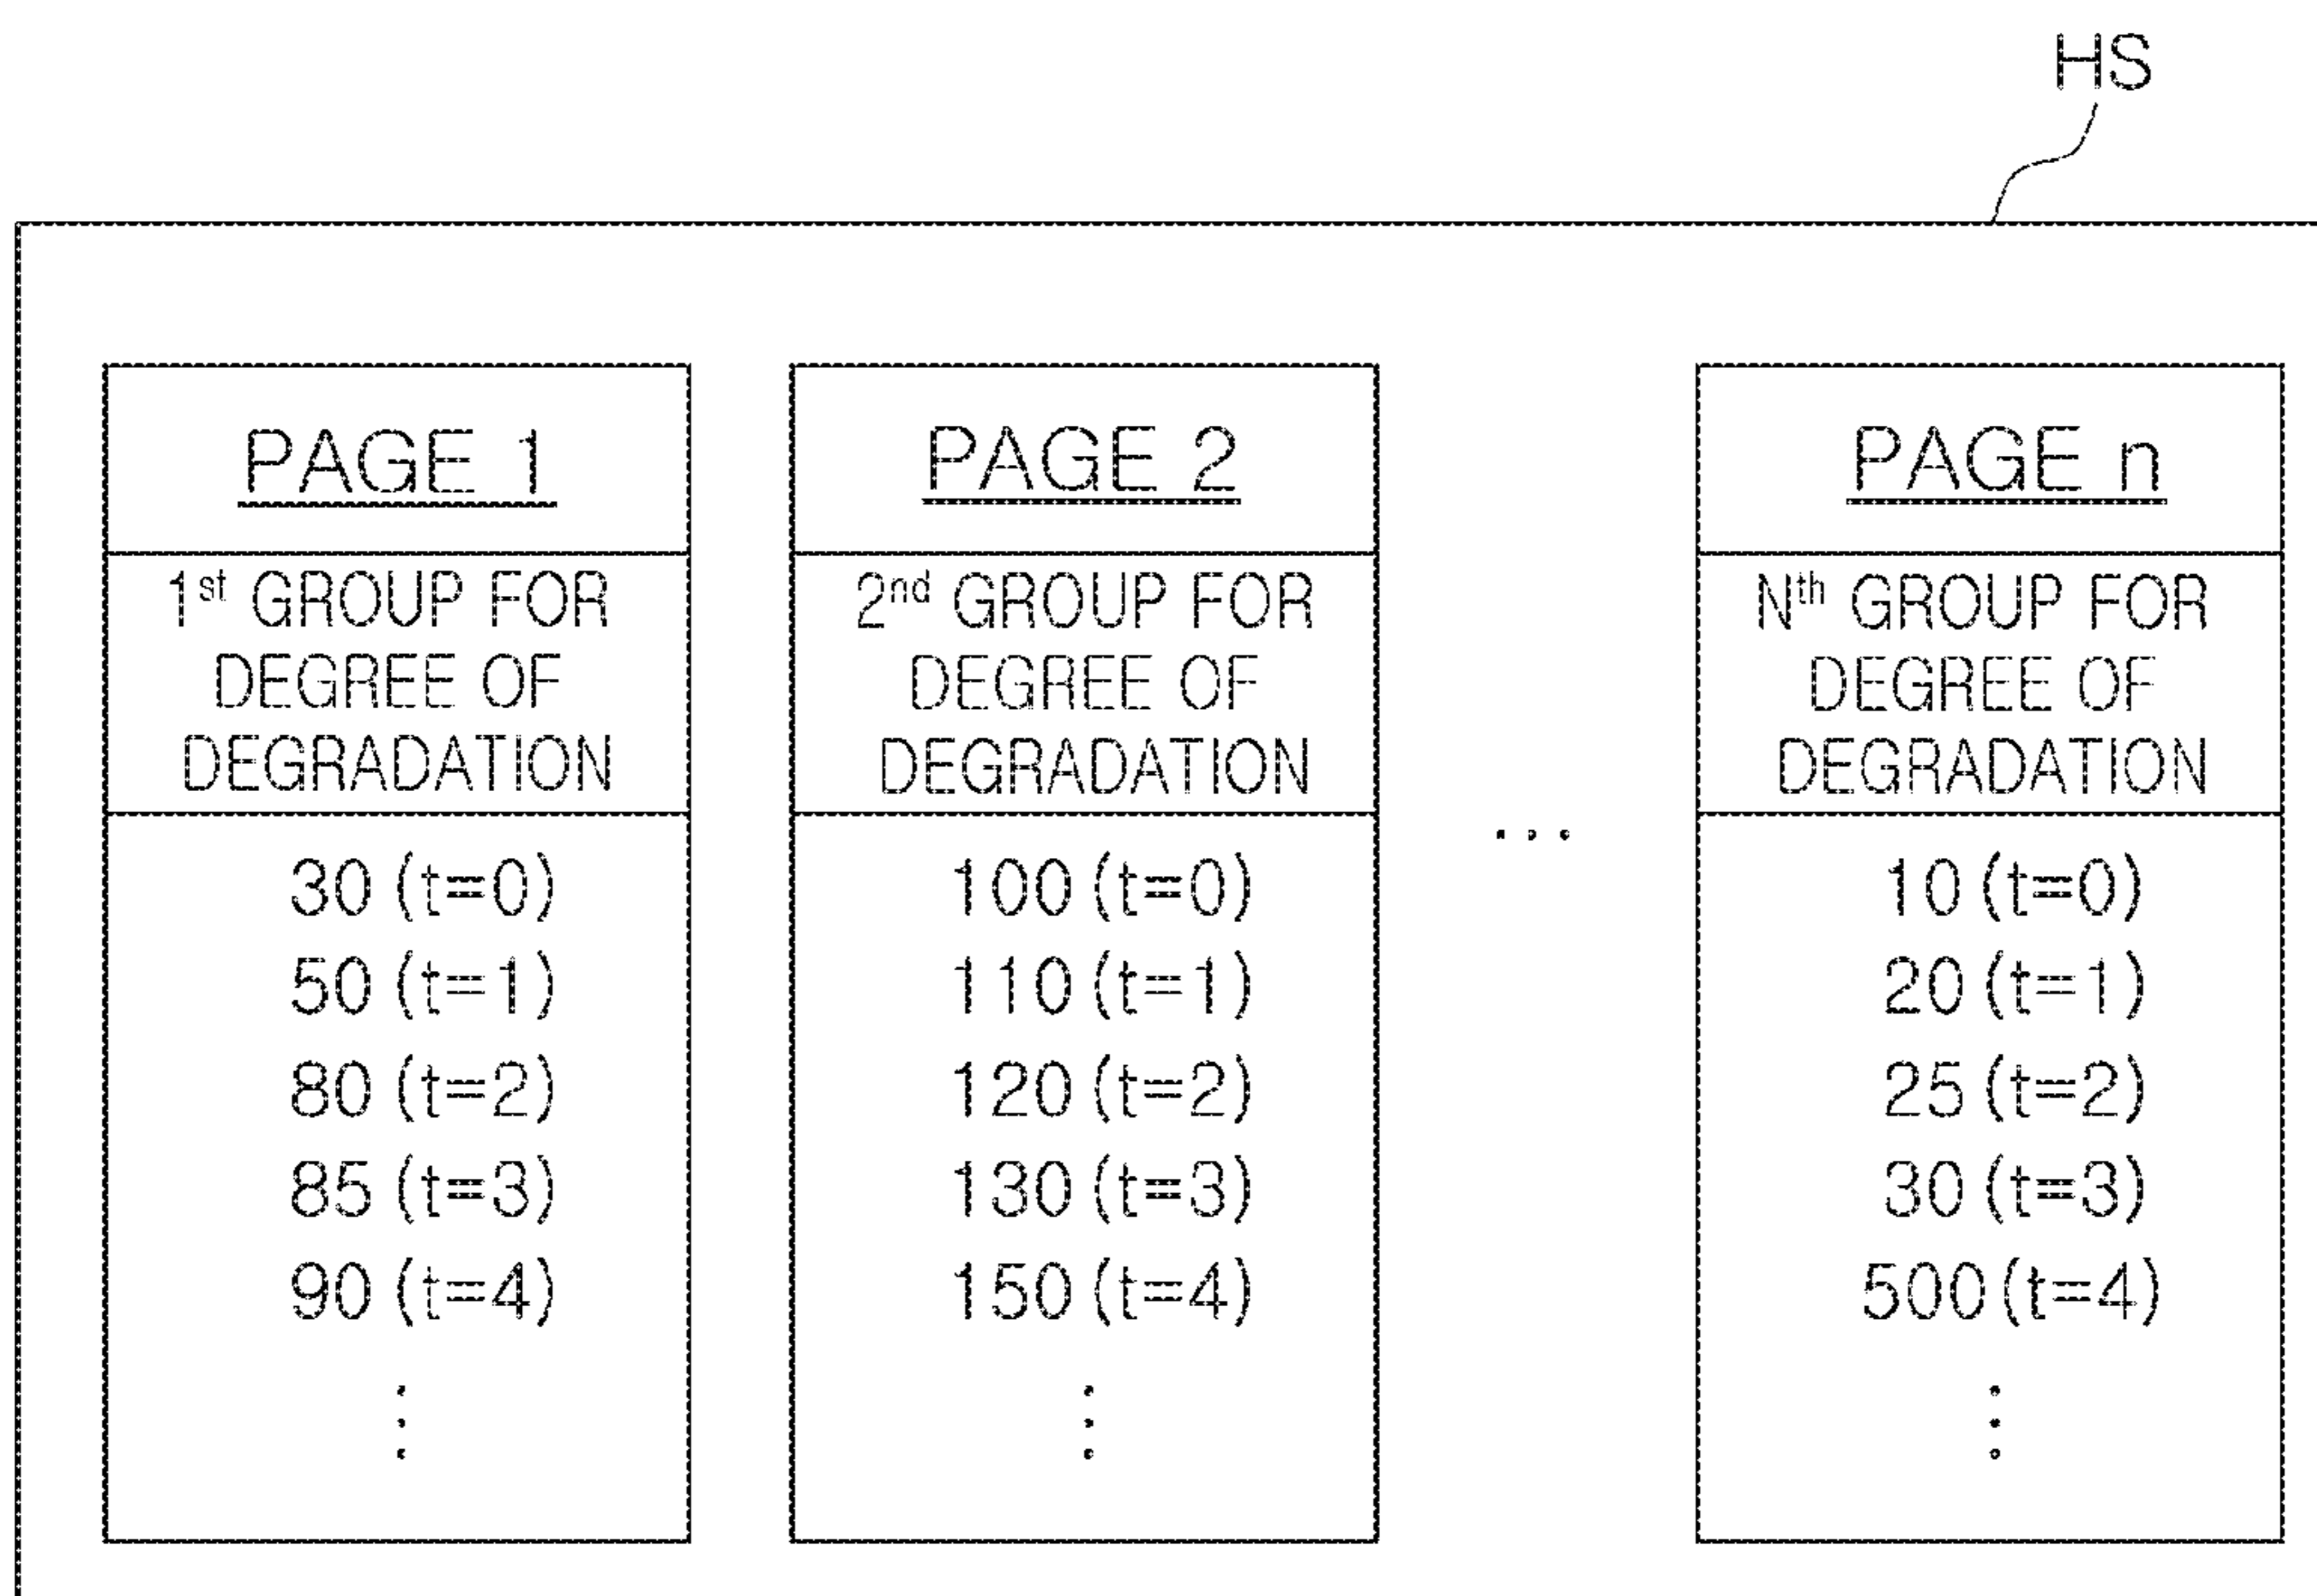 HS
PAGE 1
1st GROUP FOR
DEGREE OF
DEGRADATION
30 (t=0)
50 (t=1)
80 (t=2)
85 (t=3)
90 (t=4)
⋮
PAGE 2
2nd GROUP FOR
DEGREE OF
DEGRADATION
100 (t=0)
110 (t=1)
120 (t=2)
130 (t=3)
150 (t=4)
⋮
...
PAGE n
Nth GROUP FOR
DEGREE OF
DEGRADATION
10 (t=0)
20 (t=1)
25 (t=2)
30 (t=3)
500 (t=4)
⋮